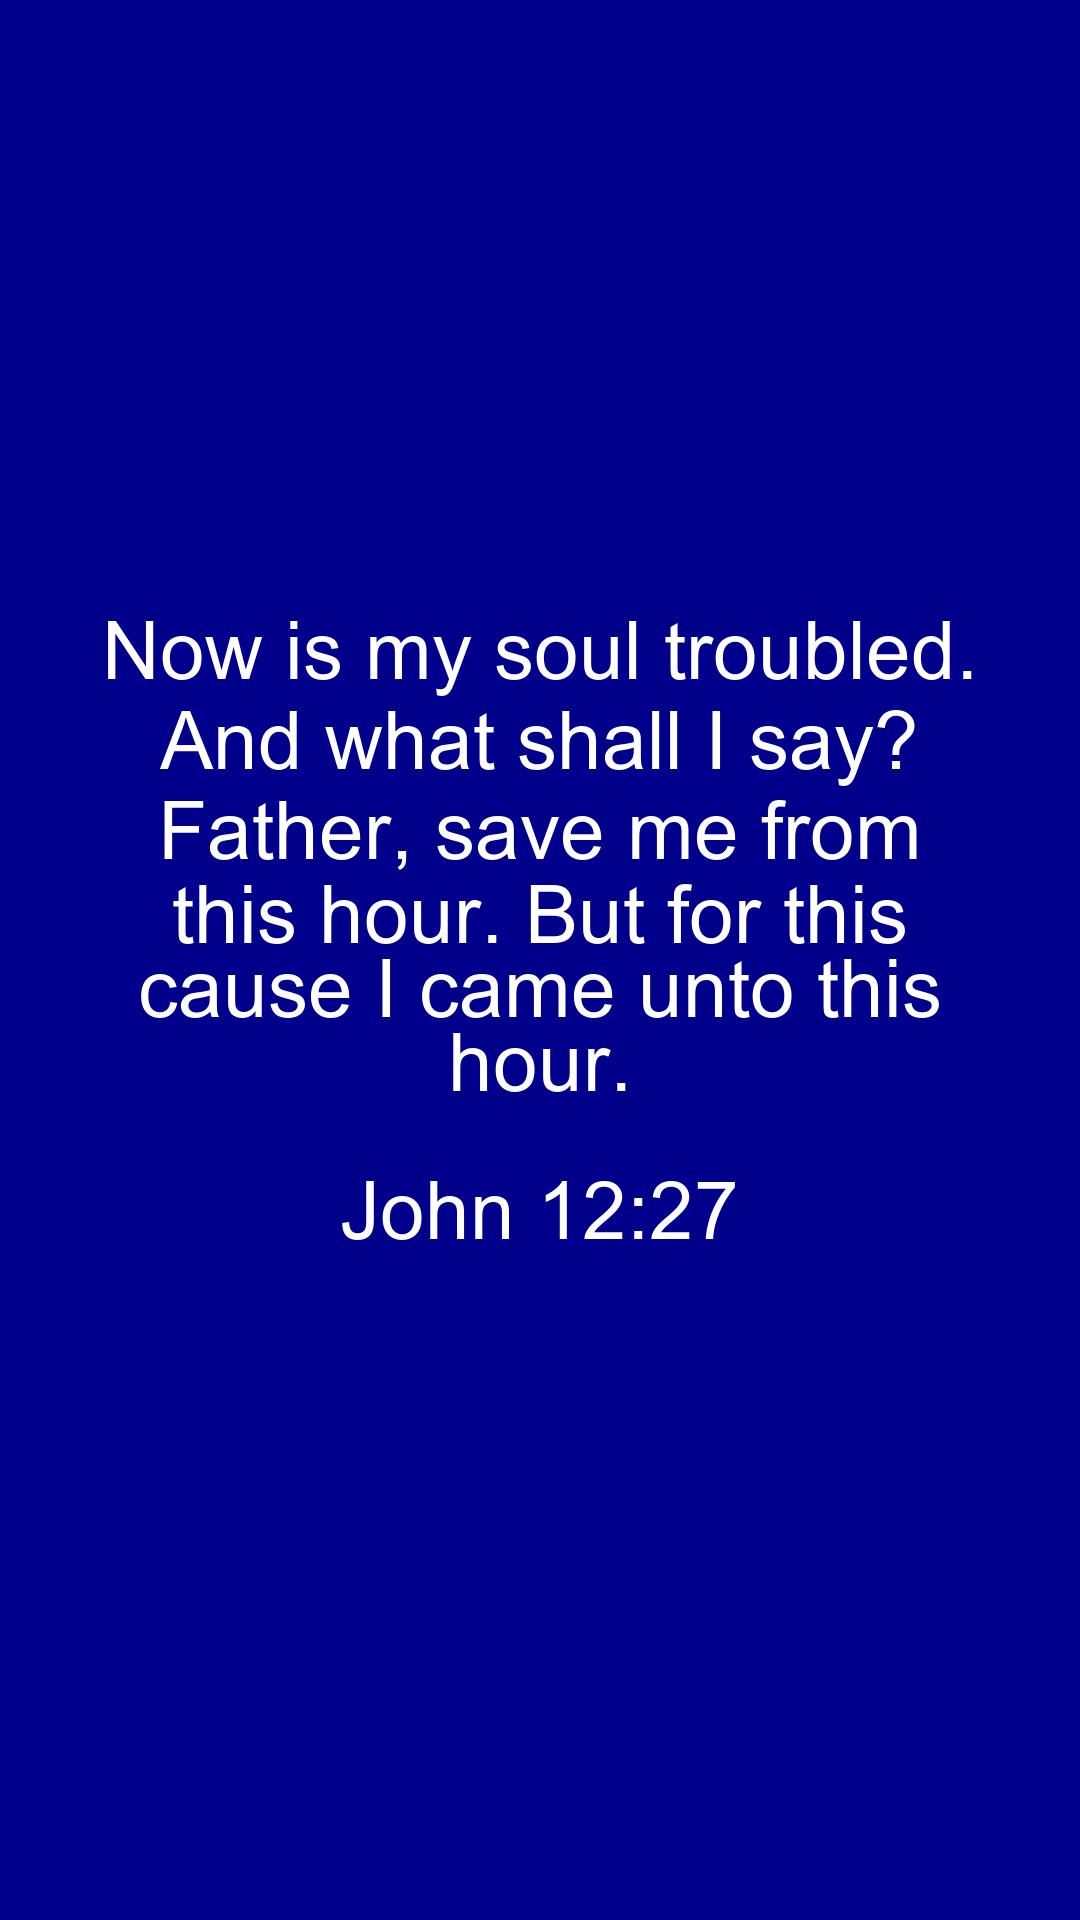 Now is my soul troubled.
And what shall I say?
Father, save me from
this hour. But for this
cause I came unto this
hour.
John 12:27